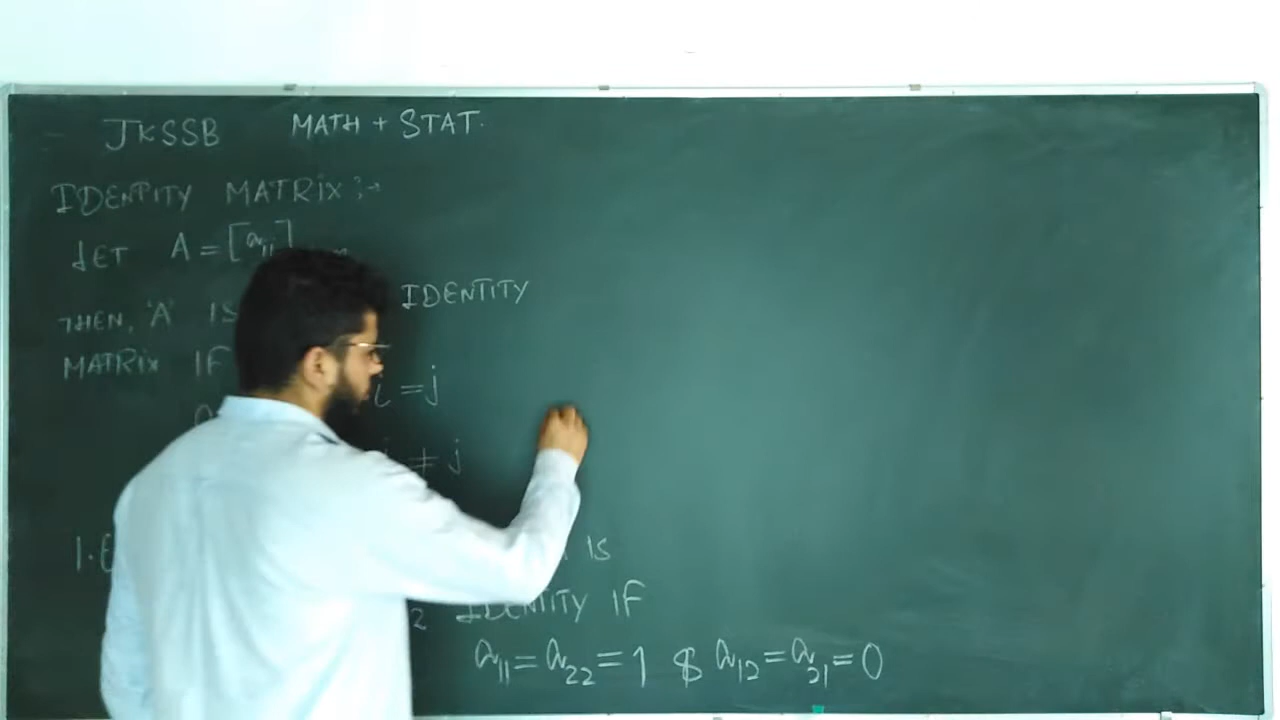 JKSSB MATH + STAT.
IDENTITY MATRIX :→
LET A = [aij]
THEN, 'A' IS IDENTITY
MATRIX IF
i = j
i ≠ j
1. IS
2 IDENTITY IF
a₁₁ = a₂₂ = 1 & a₁₂ = a₂₁ = 0